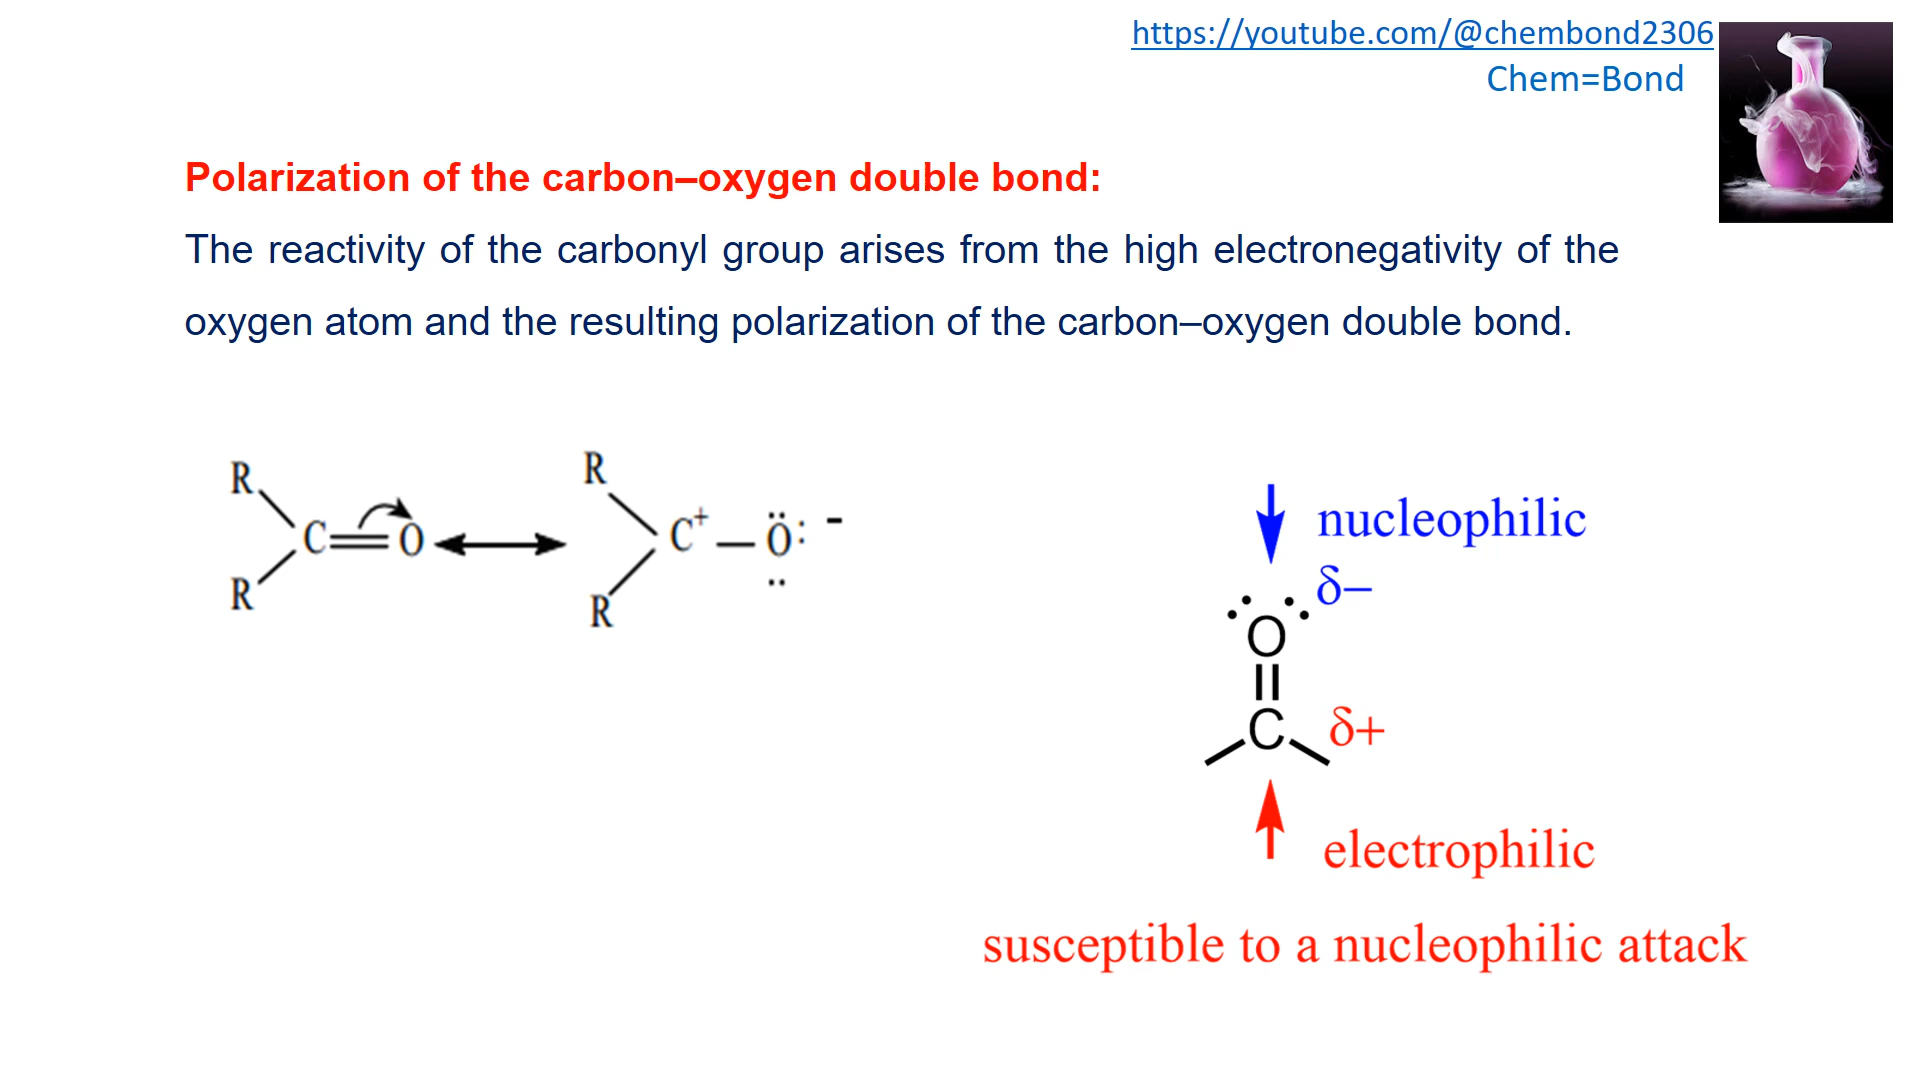 https://youtube.com/@chembond2306
Chem=Bond
Polarization of the carbon–oxygen double bond:
The reactivity of the carbonyl group arises from the high electronegativity of the
oxygen atom and the resulting polarization of the carbon–oxygen double bond.
R
R
C=O
R
R
C+ – Ö: -
nucleophilic
δ–
O
C δ+
electrophilic
susceptible to a nucleophilic attack